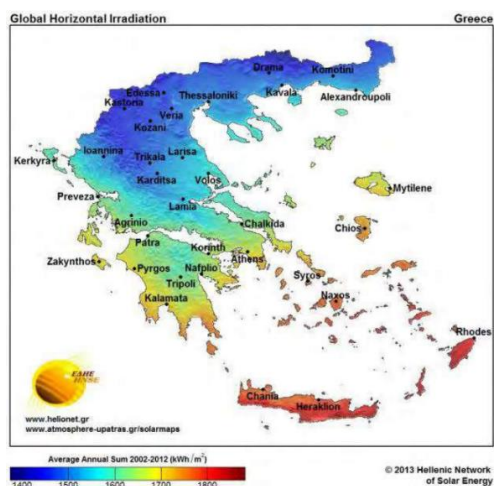 Global Horizontal Irradiation
Greece
Drama
Komotini
Edessa
Thessaloniki
Kavala
Alexandroupoli
Kastoria
Veria
Kozani
Ioannina
Trikala
Larisa
Kerkyra
Karditsa
Volos
Mytilene
Preveza
Lamia
Agrinio
Chalkida
Chios
Patra
Korinth
Athens
Zakynthos
Pyrgos
Nafplio
Syros
Tripoli
Naxos
Kalamata
Rhodes
Chania
Heraklion
www.helionet.gr
www.atmosphere-upatras.gr/solarmaps
Average Annual Sum 2002-2012 (kWh/m²)
1400 1500 1600 1700 1800
© 2013 Hellenic Network
of Solar Energy